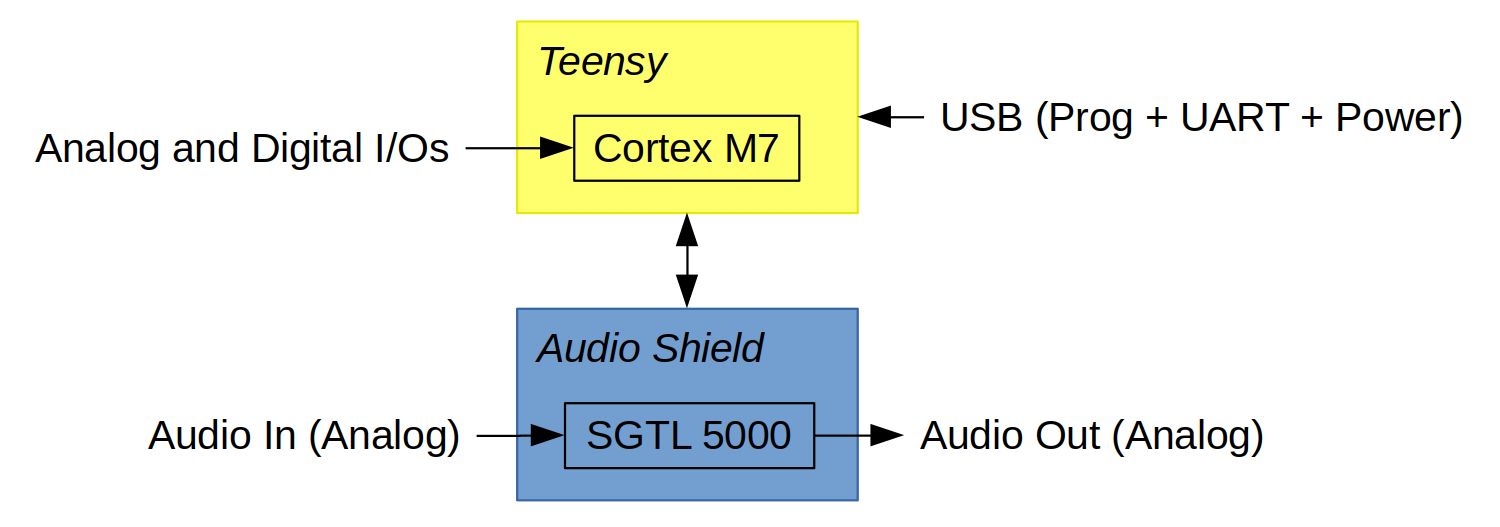 Teensy
Analog and Digital I/Os
Cortex M7
USB (Prog + UART + Power)
Audio Shield
Audio In (Analog)
SGTL 5000
Audio Out (Analog)